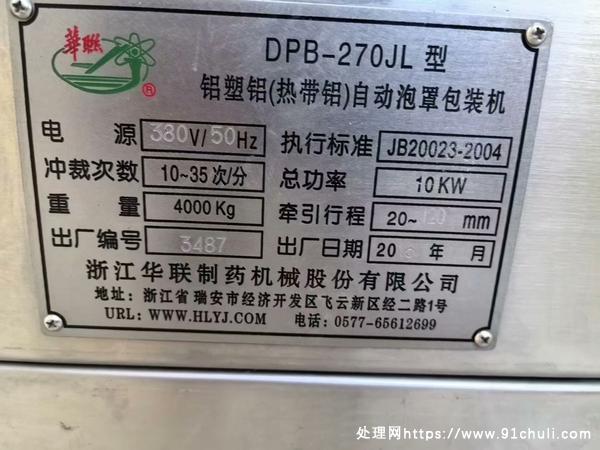 華聯
®
DPB-270JL 型
铝塑铝(热带铝)自动泡罩包装机
电 源 380V/50Hz 执行标准 JB20023-2004
冲裁次数 10~35 次/分 总功率 10KW
重 量 4000Kg 牵引行程 20~ mm
出厂编号 3487 出厂日期 20 年 月
浙江华联制药机械股份有限公司
地址：浙江省 瑞安市经济开发区飞云新区经二路1号
URL: WWW.HLYJ.COM 电话: 0577-65612699
处理网https://www.91chuli.com/